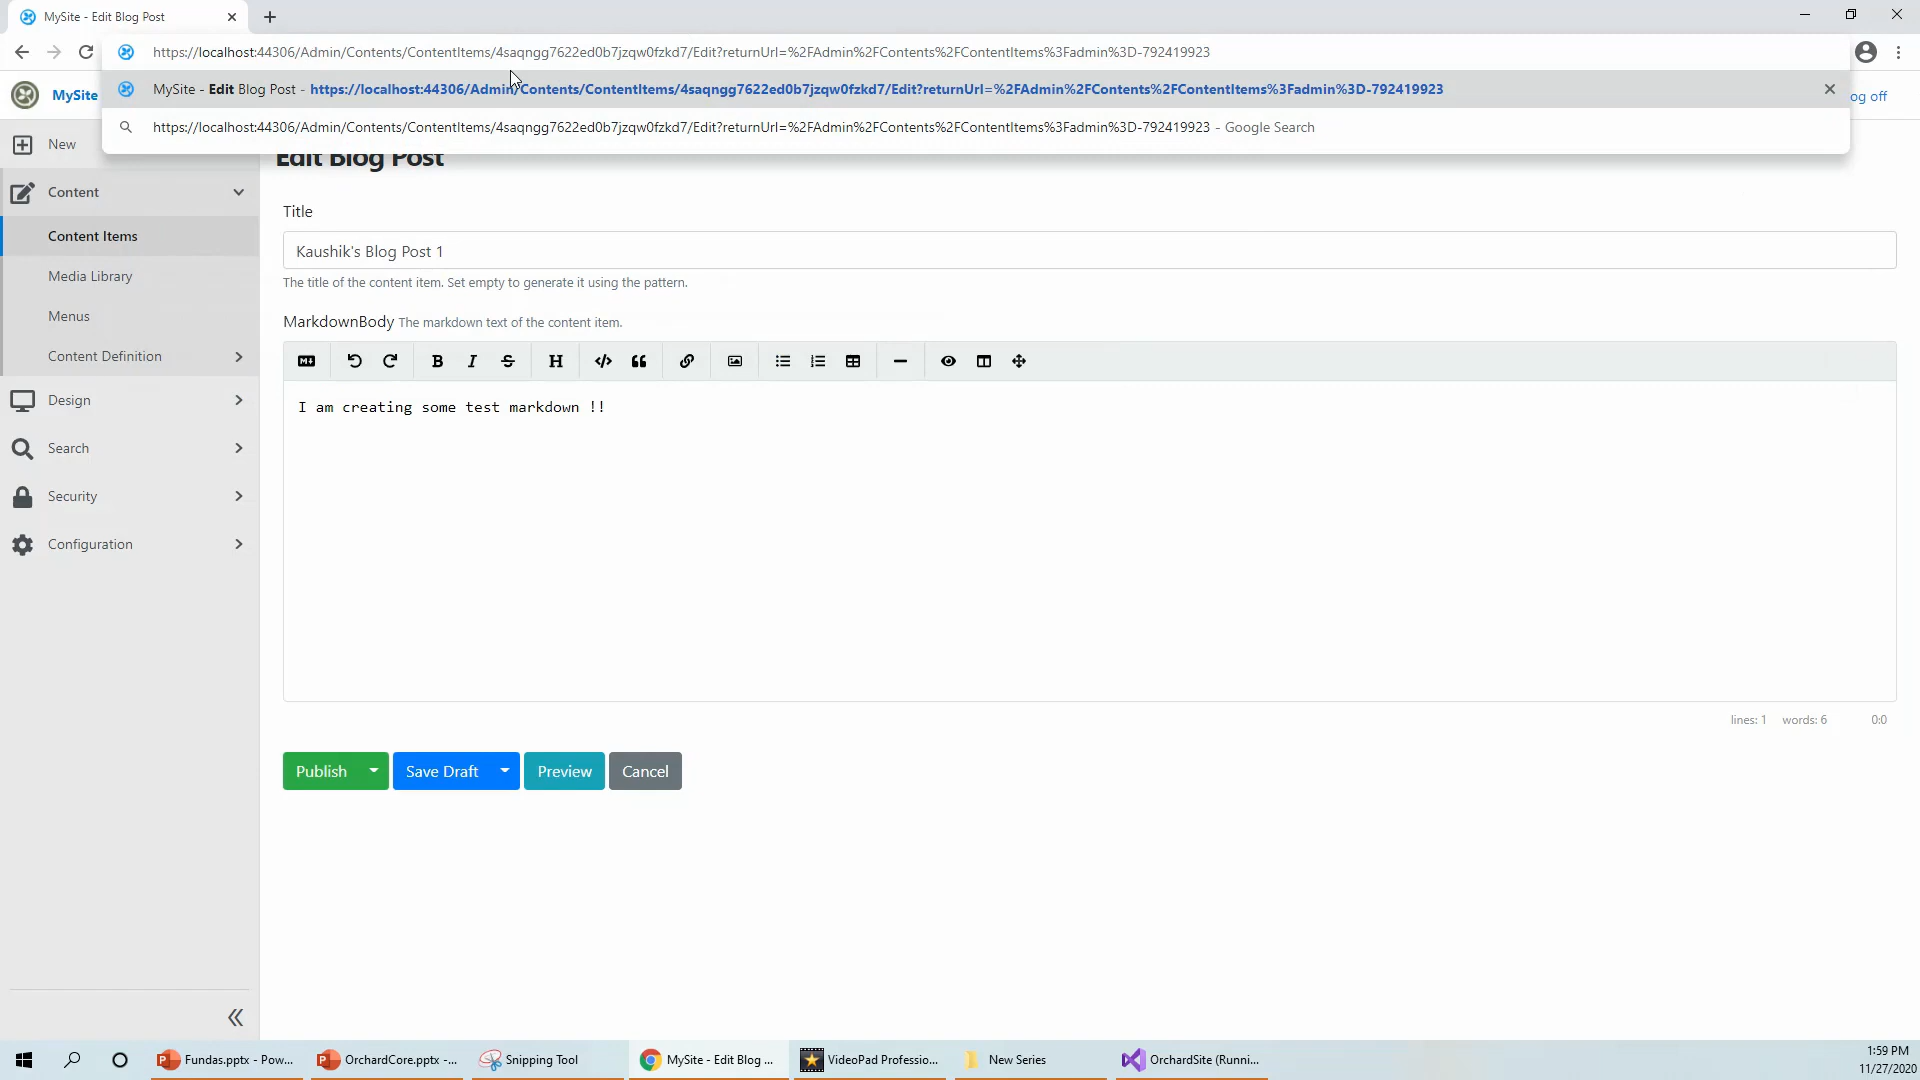 MySite - Edit Blog Post
https://localhost:44306/Admin/Contents/ContentItems/4saqngg7622ed0b7jzqw0fzkd7/Edit?returnUrl=%2FAdmin%2FContents%2FContentItems%3Fadmin%3D-792419923
MySite - Edit Blog Post - https://localhost:44306/Admin/Contents/ContentItems/4saqngg7622ed0b7jzqw0fzkd7/Edit?returnUrl=%2FAdmin%2FContents%2FContentItems%3Fadmin%3D-792419923
https://localhost:44306/Admin/Contents/ContentItems/4saqngg7622ed0b7jzqw0fzkd7/Edit?returnUrl=%2FAdmin%2FContents%2FContentItems%3Fadmin%3D-792419923 - Google Search
MySite
og off
New
Content
Content Items
Media Library
Menus
Content Definition
Design
Search
Security
Configuration
Edit Blog Post
Title
Kaushik's Blog Post 1
The title of the content item. Set empty to generate it using the pattern.
MarkdownBody The markdown text of the content item.
I am creating some test markdown !!
lines: 1 words: 6 0:0
Publish Save Draft Preview Cancel
Fundas.pptx - Pow... OrchardCore.pptx -... Snipping Tool MySite - Edit Blog ... VideoPad Professio... New Series OrchardSite (Runni...
1:59 PM
11/27/2020